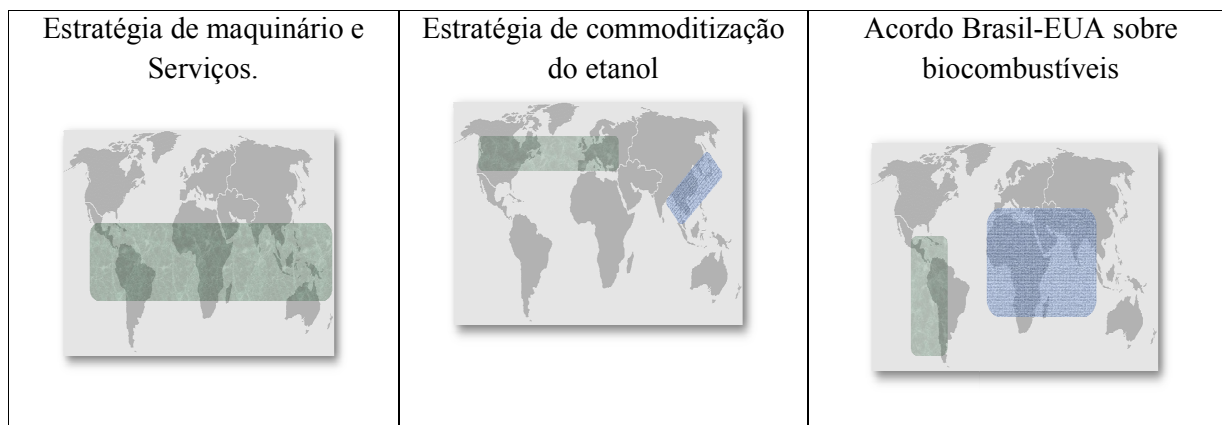 Estratégia de maquinário e
Serviços.
Estratégia de commoditização
do etanol
Acordo Brasil-EUA sobre
biocombustíveis